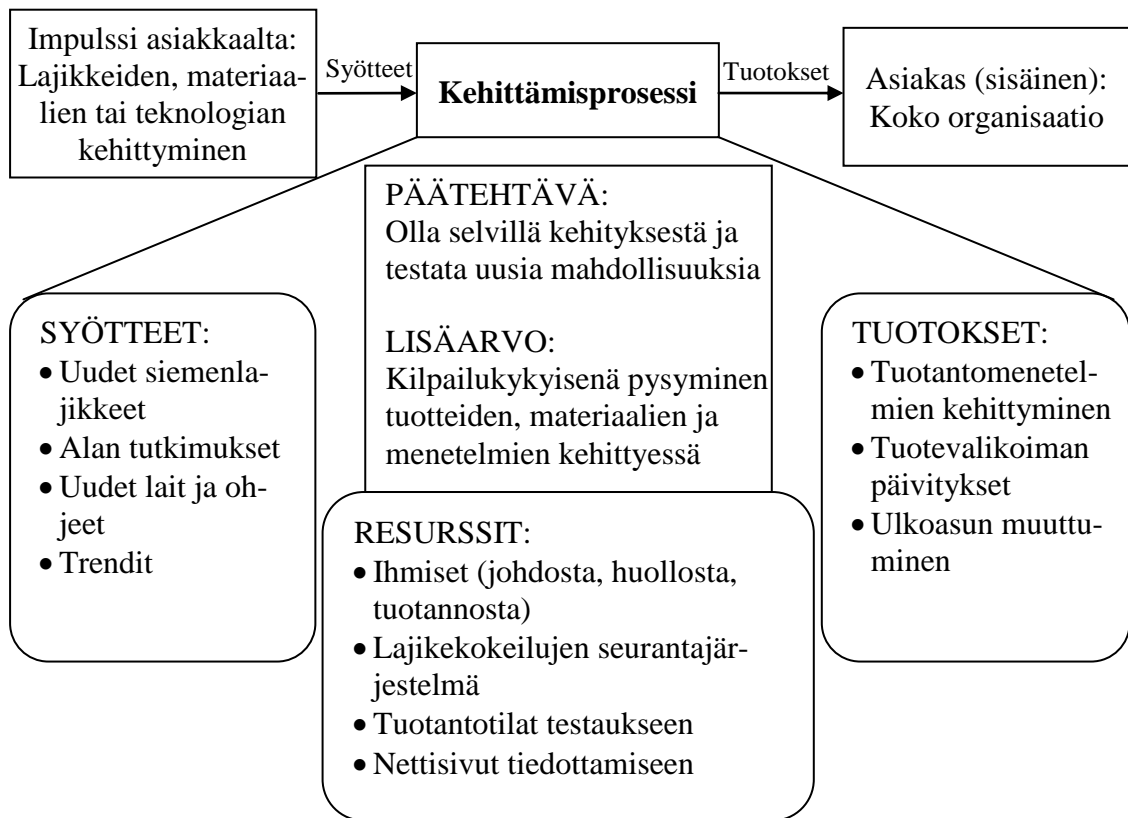 Impulssi asiakkaalta:
Lajikkeiden, materiaa-
lien tai teknologian
kehittyminen
Syötteet
Kehittämisprosessi
Tuotokset
Asiakas (sisäinen):
Koko organisaatio
PÄÄTEHTÄVÄ:
Olla selvillä kehityksestä ja
testata uusia mahdollisuuksia
LISÄARVO:
Kilpailukykyisenä pysyminen
tuotteiden, materiaalien ja
menetelmien kehittyessä
SYÖTTEET:
• Uudet siemenla-
jikkeet
• Alan tutkimukset
• Uudet lait ja oh-
jeet
• Trendit
TUOTOKSET:
• Tuotantomenetel-
mien kehittyminen
• Tuotevalikoiman
päivitykset
• Ulkoasun muuttu-
minen
RESURSSIT:
• Ihmiset (johdosta, huollosta,
tuotannosta)
• Lajikekokeilujen seurantajär-
jestelmä
• Tuotantotilat testaukseen
• Nettisivut tiedottamiseen